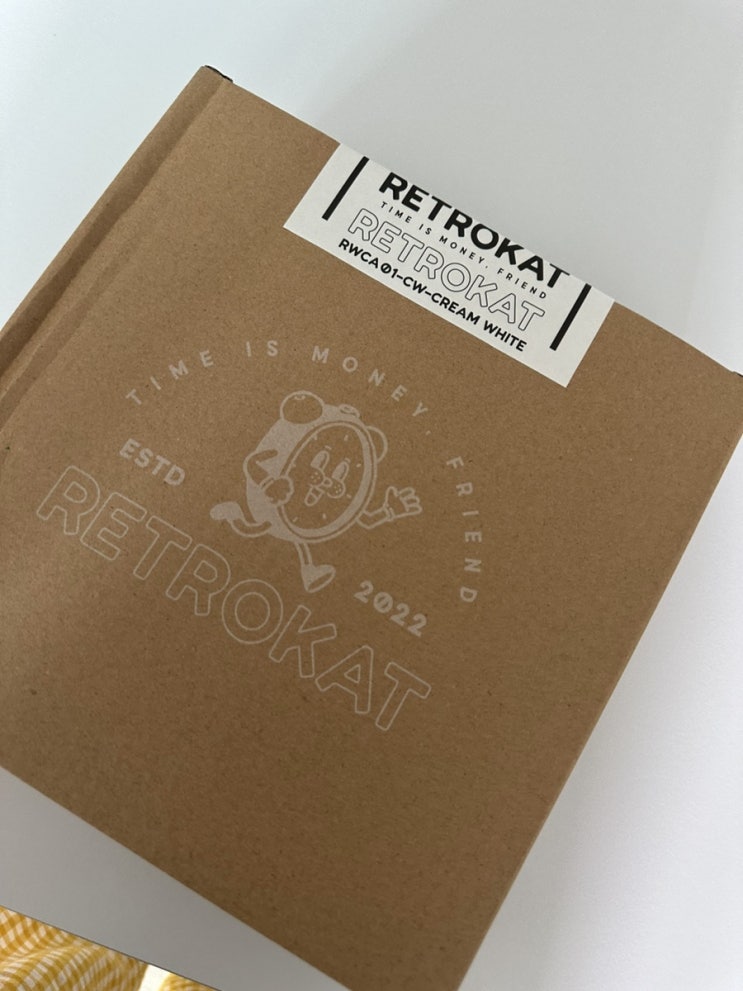 RETROKAT
TIME IS MONEY, FRIEND
RETROKAT
RWCA01-CW-CREAM WHITE
TIME IS MONEY, FRIEND
ESTD
2022
RETROKAT